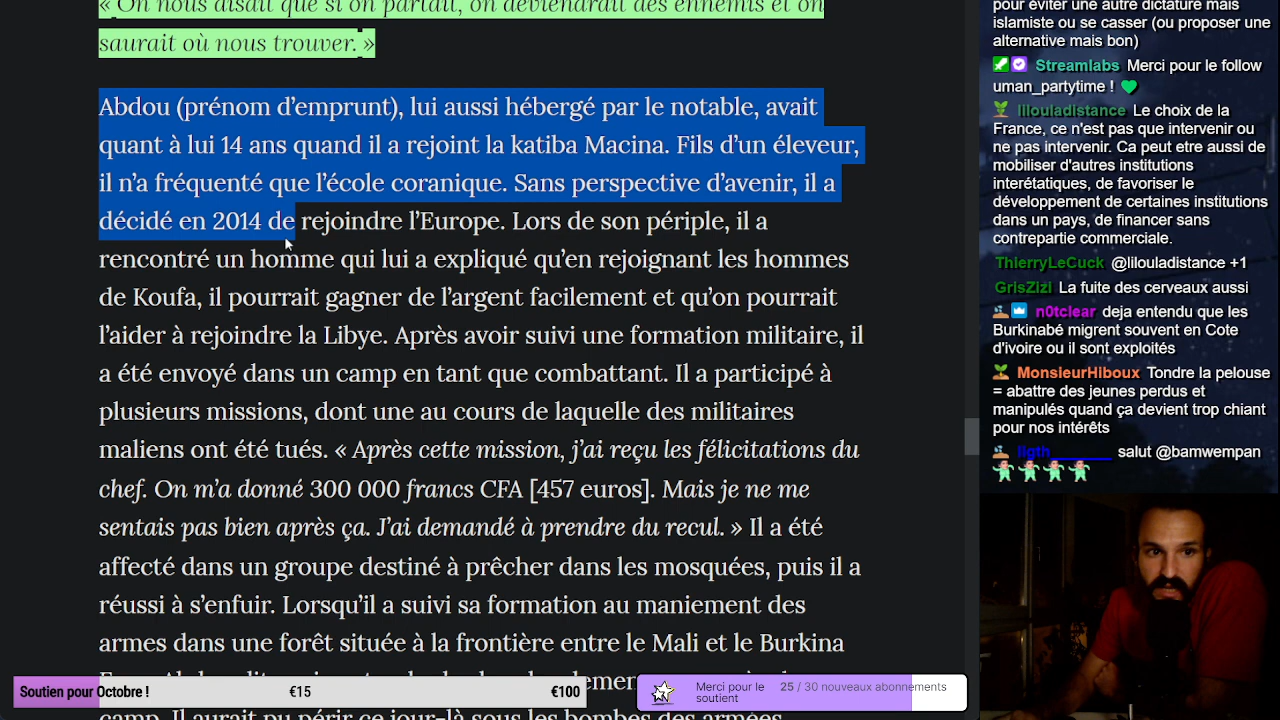 « On nous disait que si on partait, on deviendrait des ennemis et on
saurait où nous trouver. »
Abdou (prénom d’emprunt), lui aussi hébergé par le notable, avait
quant à lui 14 ans quand il a rejoint la katiba Macina. Fils d’un éleveur,
il n’a fréquenté que l’école coranique. Sans perspective d’avenir, il a
décidé en 2014 de rejoindre l’Europe. Lors de son périple, il a
rencontré un homme qui lui a expliqué qu’en rejoignant les hommes
de Koufa, il pourrait gagner de l’argent facilement et qu’on pourrait
l’aider à rejoindre la Libye. Après avoir suivi une formation militaire, il
a été envoyé dans un camp en tant que combattant. Il a participé à
plusieurs missions, dont une au cours de laquelle des militaires
maliens ont été tués. « Après cette mission, j’ai reçu les félicitations du
chef. On m’a donné 300 000 francs CFA [457 euros]. Mais je ne me
sentais pas bien après ça. J’ai demandé à prendre du recul. » Il a été
affecté dans un groupe destiné à prêcher dans les mosquées, puis il a
réussi à s’enfuir. Lorsqu’il a suivi sa formation au maniement des
armes dans une forêt située à la frontière entre le Mali et le Burkina
camp. Il aurait pu périr ce jour-là sous les bombes des armées
pour éviter une autre dictature mais
islamiste ou se casser (ou proposer une
alternative mais bon)
Streamlabs Merci pour le follow
uman_partytime !
lilouladistance Le choix de la
France, ce n'est pas que intervenir ou
ne pas intervenir. Ca peut etre aussi de
mobiliser d'autres institutions
interétatiques, de favoriser le
développement de certaines institutions
dans un pays, de financer sans
contrepartie commerciale.
ThierryLeCuck @lilouladistance +1
GrisZizi La fuite des cerveaux aussi
n0tclear deja entendu que les
Burkinabé migrent souvent en Cote
d'ivoire ou il sont exploités
MonsieurHiboux Tondre la pelouse
= abattre des jeunes perdus et
manipulés quand ça devient trop chiant
pour nos intérêts
salut @bamwempan
Soutien pour Octobre ! €15 €100
Merci pour le
soutien
25 / 30 nouveaux abonnements